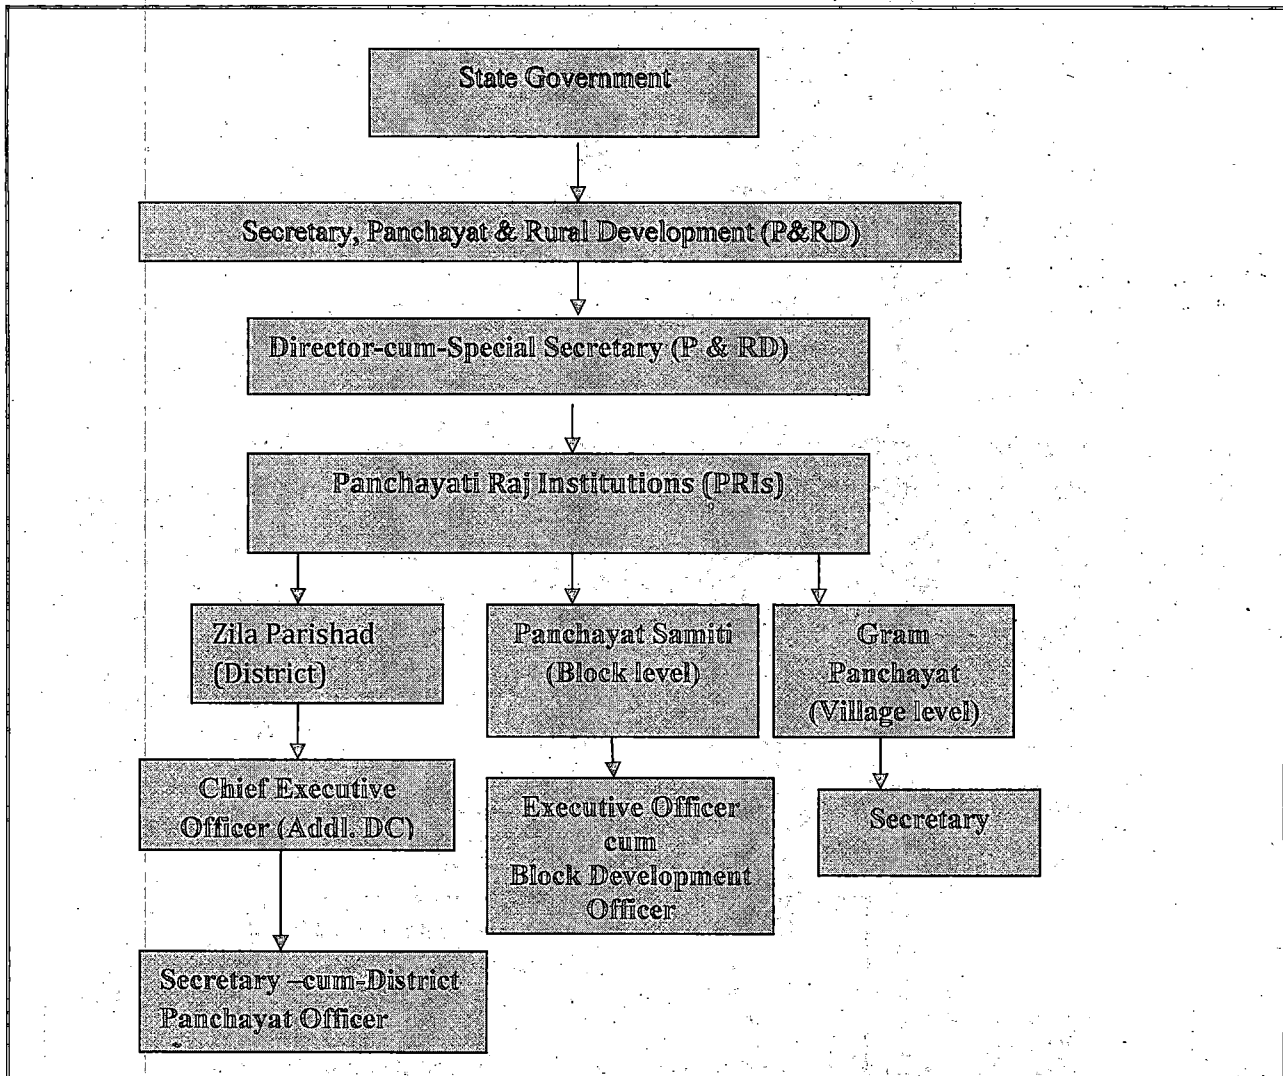 State Government
Secretary, Panchayat & Rural Development (P&RD)
Director-cum-Special Secretary (P & RD)
Panchayati Raj Institutions (PRIs)
Zila Parishad
(District)
Panchayat Samiti
(Block level)
Gram
Panchayat
(Village level)
Chief Executive
Officer (Addl. DC)
Executive Officer
cum
Block Development
Officer
Secretary
Secretary –cum-District
Panchayat Officer